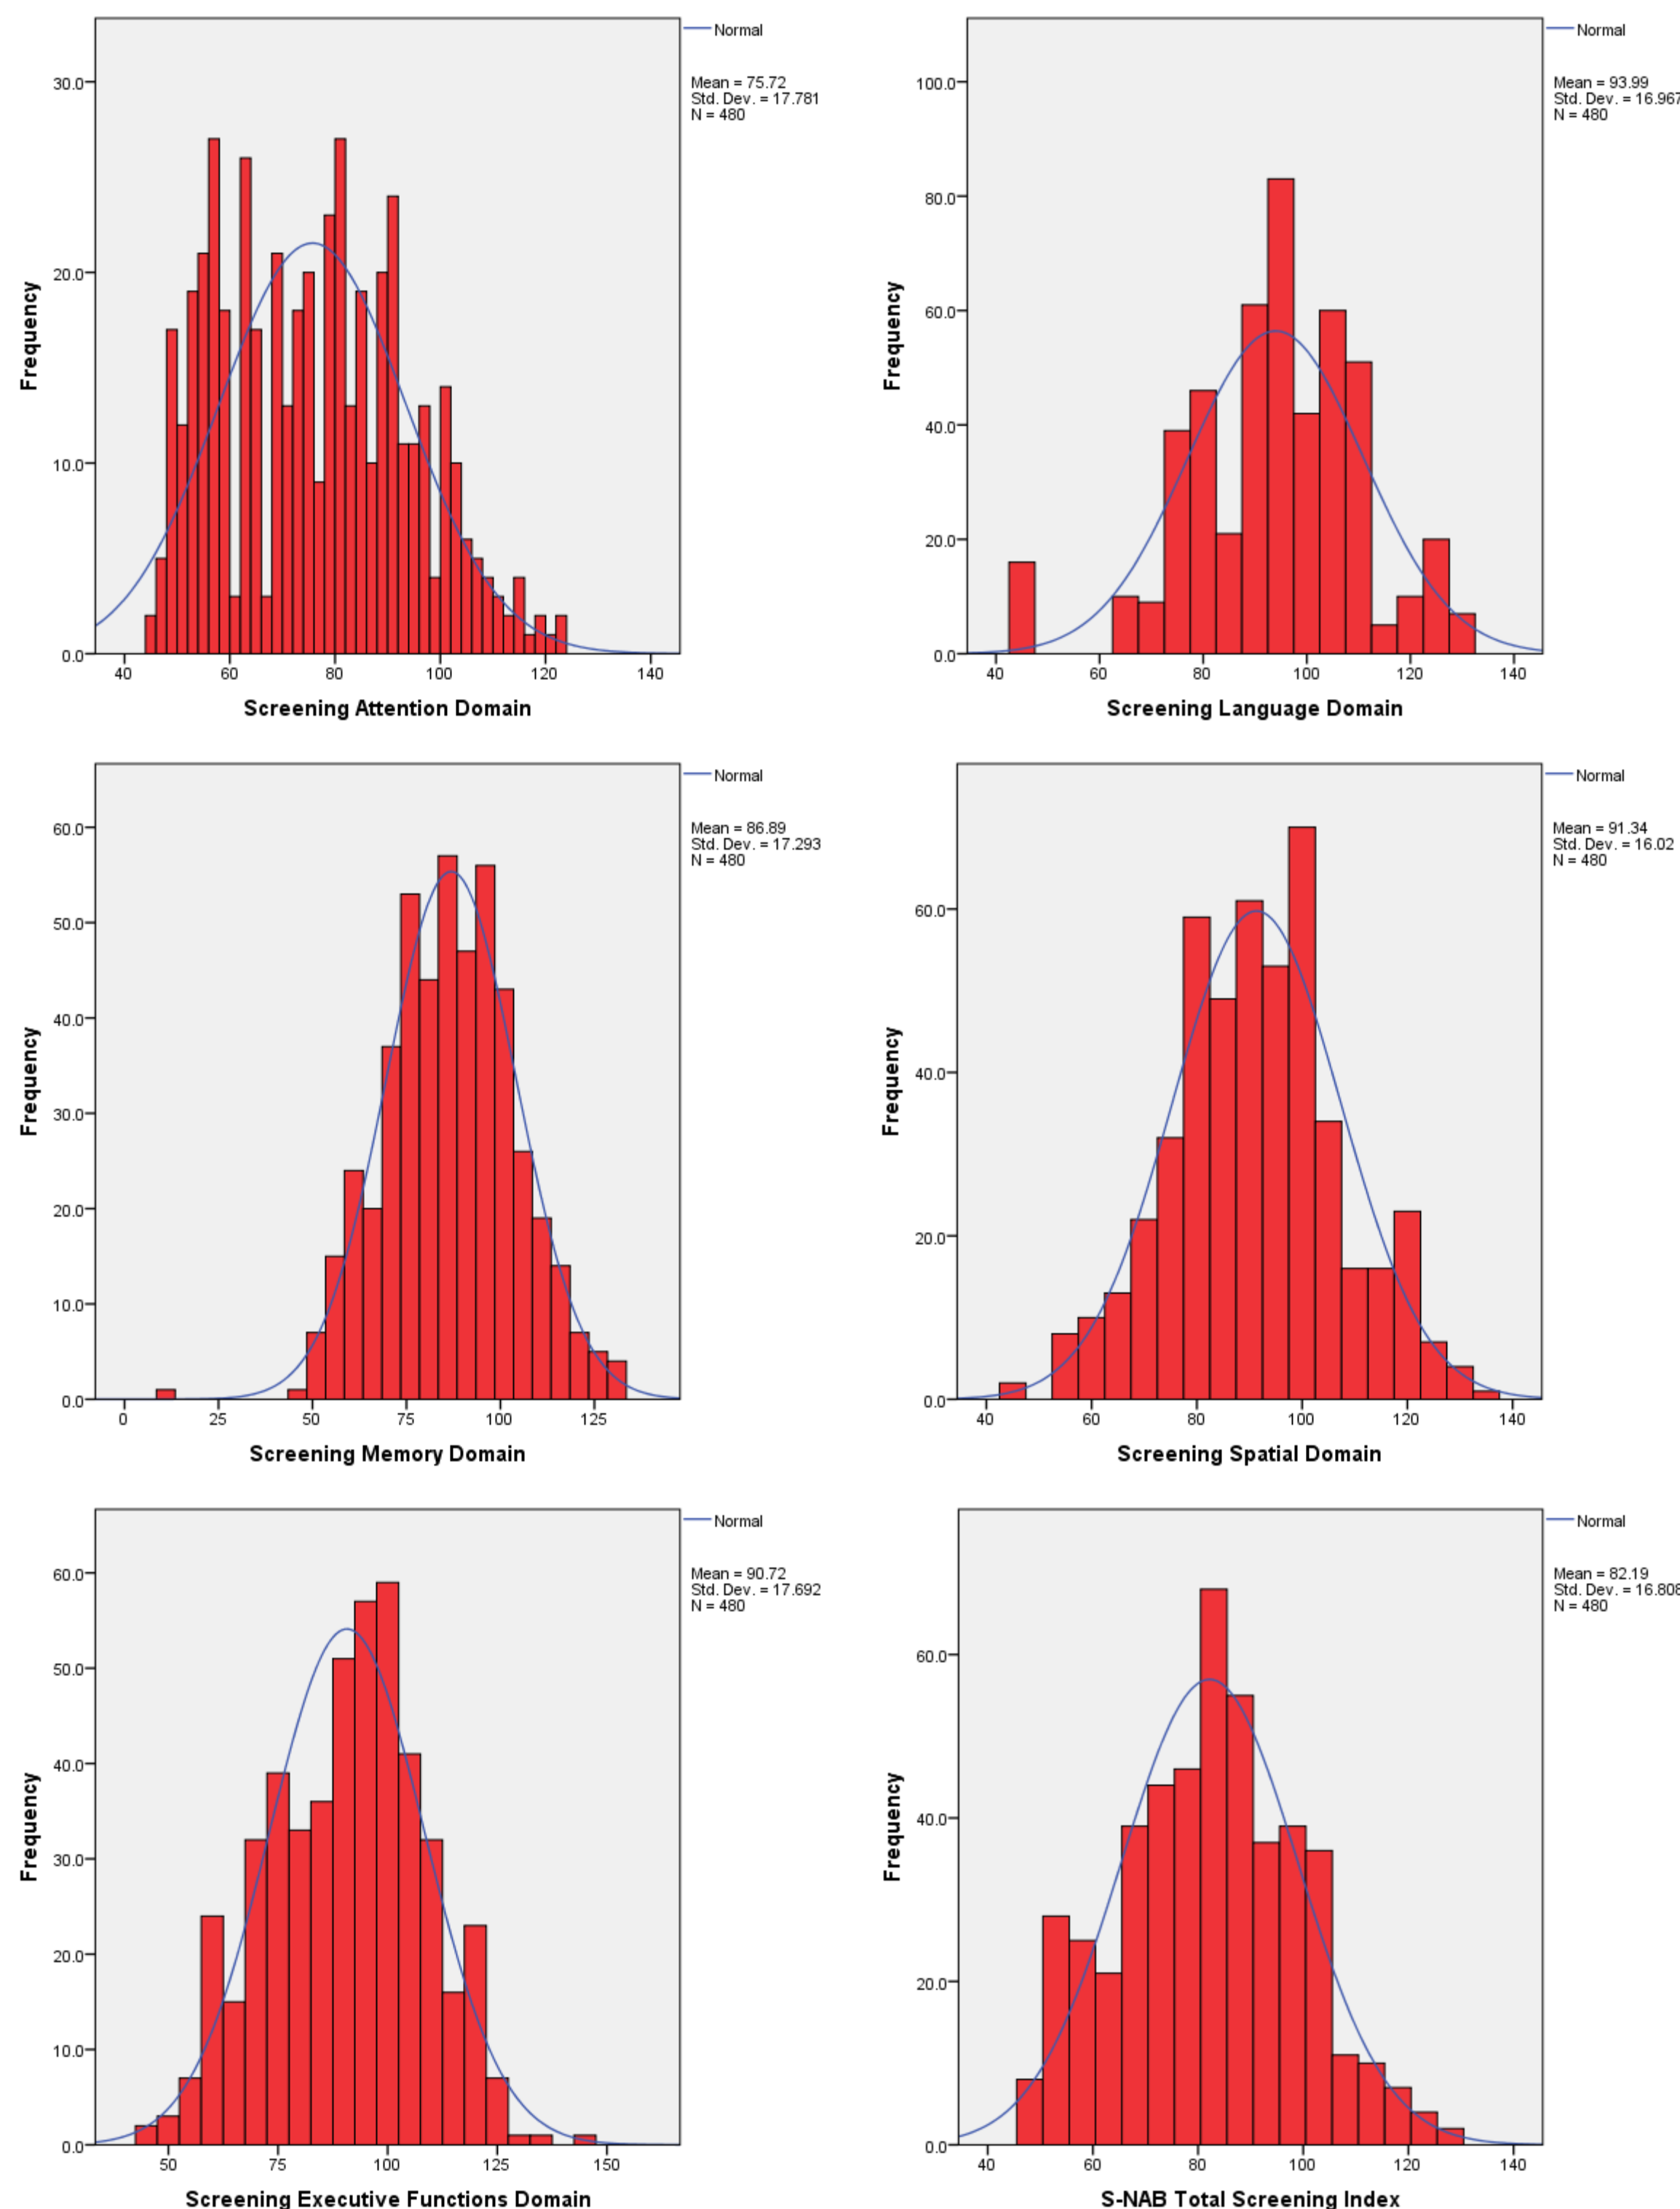 Normal
Mean = 75.72
Std. Dev. = 17.781
N = 480
30.0
20.0
10.0
0.0
Frequency
40 60 80 100 120 140
Screening Attention Domain
Normal
Mean = 93.99
Std. Dev. = 16.967
N = 480
100.0
80.0
60.0
40.0
20.0
0.0
Frequency
40 60 80 100 120 140
Screening Language Domain
Normal
Mean = 86.89
Std. Dev. = 17.293
N = 480
60.0
50.0
40.0
30.0
20.0
10.0
0.0
Frequency
0 25 50 75 100 125
Screening Memory Domain
Normal
Mean = 91.34
Std. Dev. = 16.02
N = 480
60.0
40.0
20.0
0.0
Frequency
40 60 80 100 120 140
Screening Spatial Domain
Normal
Mean = 90.72
Std. Dev. = 17.692
N = 480
60.0
50.0
40.0
30.0
20.0
10.0
0.0
Frequency
50 75 100 125 150
Screening Executive Functions Domain
Normal
Mean = 82.19
Std. Dev. = 16.808
N = 480
60.0
40.0
20.0
0.0
Frequency
40 60 80 100 120 140
S-NAB Total Screening Index